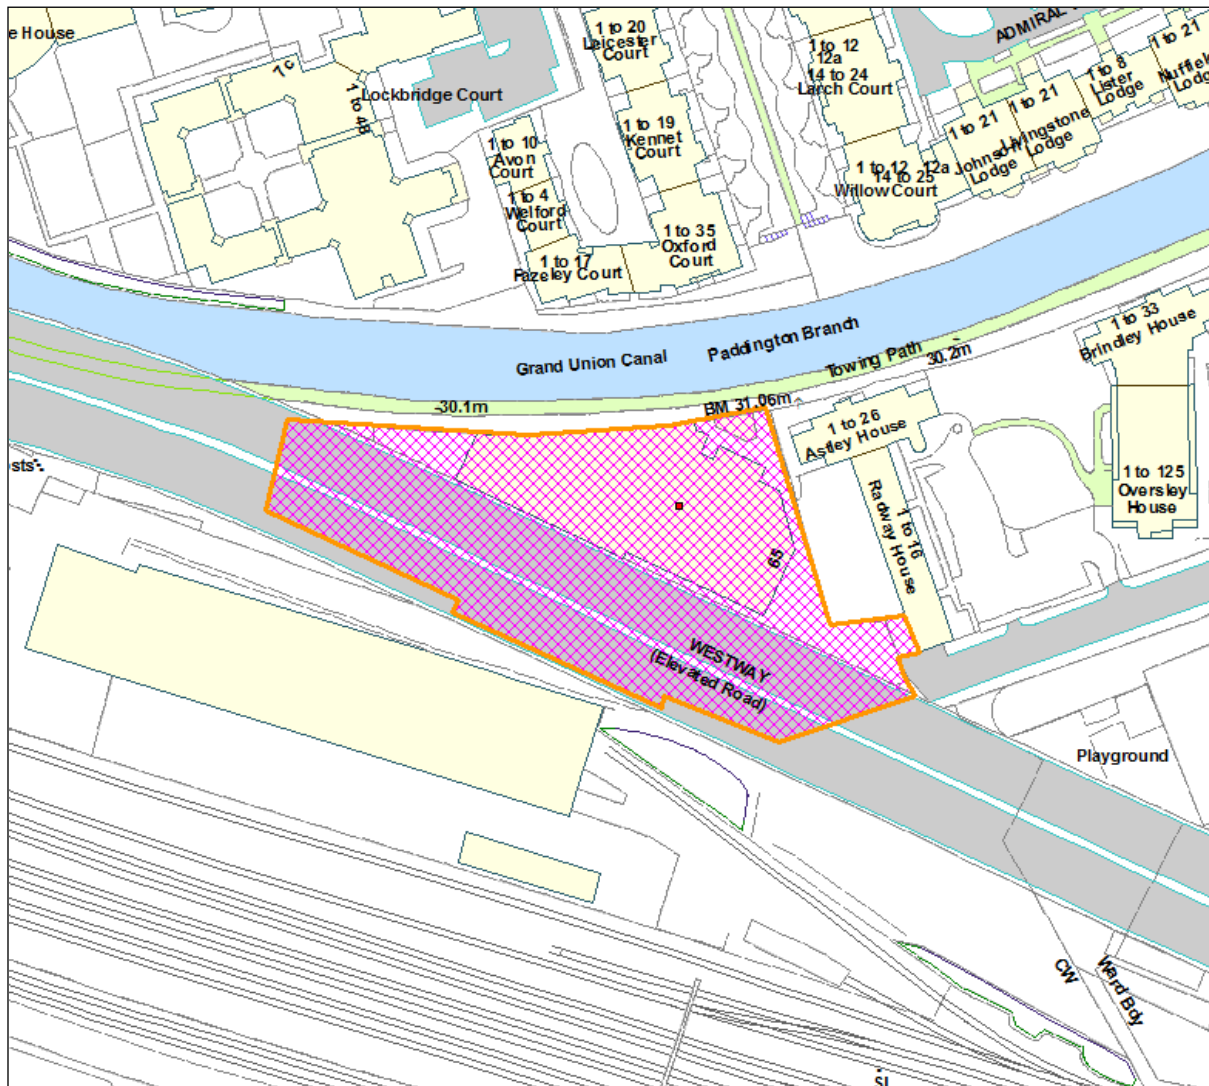 e House
7c
1 to 48
Lockbridge Court
1 to 20
Leicester
Court
1 to 12
12a
14 to 24
Larch Court
ADMIRAL
1 to 21
Nuffiel
Lodg
1 to 8
Lister
Lodge
1 to 21
Livingstone
Lodge
1 to 21
Johnson
Lodge
1 to 10
Avon
Court
1 to 19
Kennet
Court
1 to 12 12a
14 to 25
Willow Court
1 to 4
Welford
Court
1 to 35
Oxford
Court
1 to 17
Fazeley Court
1 to 33
Brindley House
Grand Union Canal
Paddington Branch
Towing Path
30.2m
30.1m
BM 31.06m
1 to 26
Astley House
1 to 125
Oversley
House
1 to 16
Radway House
sts
65
WESTWAY
(Elevated Road)
Playground
CW
Ward Bdy
SL